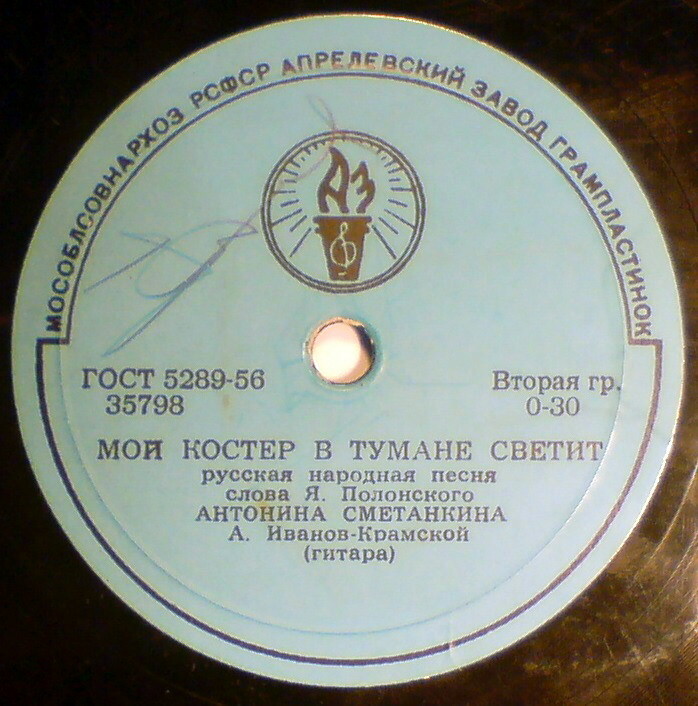 МОСОБЛСОВНАРХОЗ РСФСР АПРЕЛЕВСКИЙ ЗАВОД ГРАМПЛАСТИНОК
АЗ
ГОСТ 5289-56
35798
Вторая гр.
0-30
МОЙ КОСТЕР В ТУМАНЕ СВЕТИТ
русская народная песня
слова Я. Полонского
АНТОНИНА СМЕТАНКИНА
А. Иванов-Крамской
(гитара)